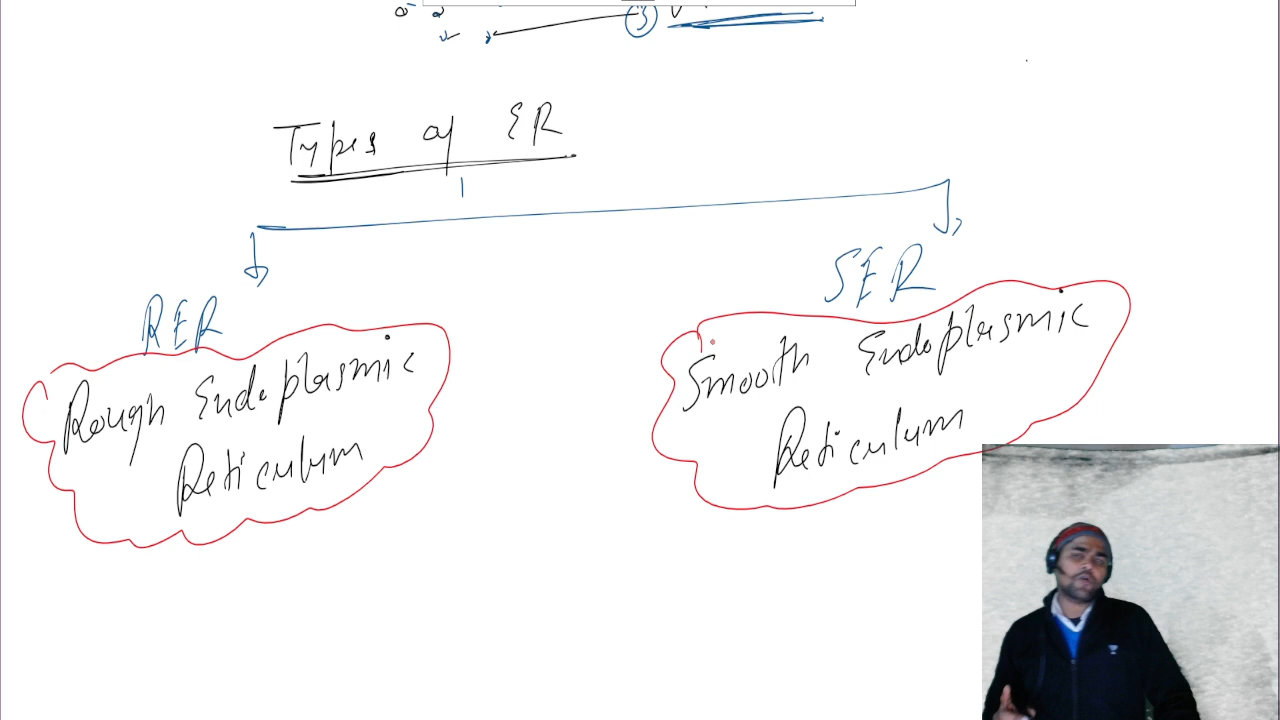 Types of ER
RER
SER
Rough Endoplasmic
Reticulum
Smooth Endoplasmic
Reticulum